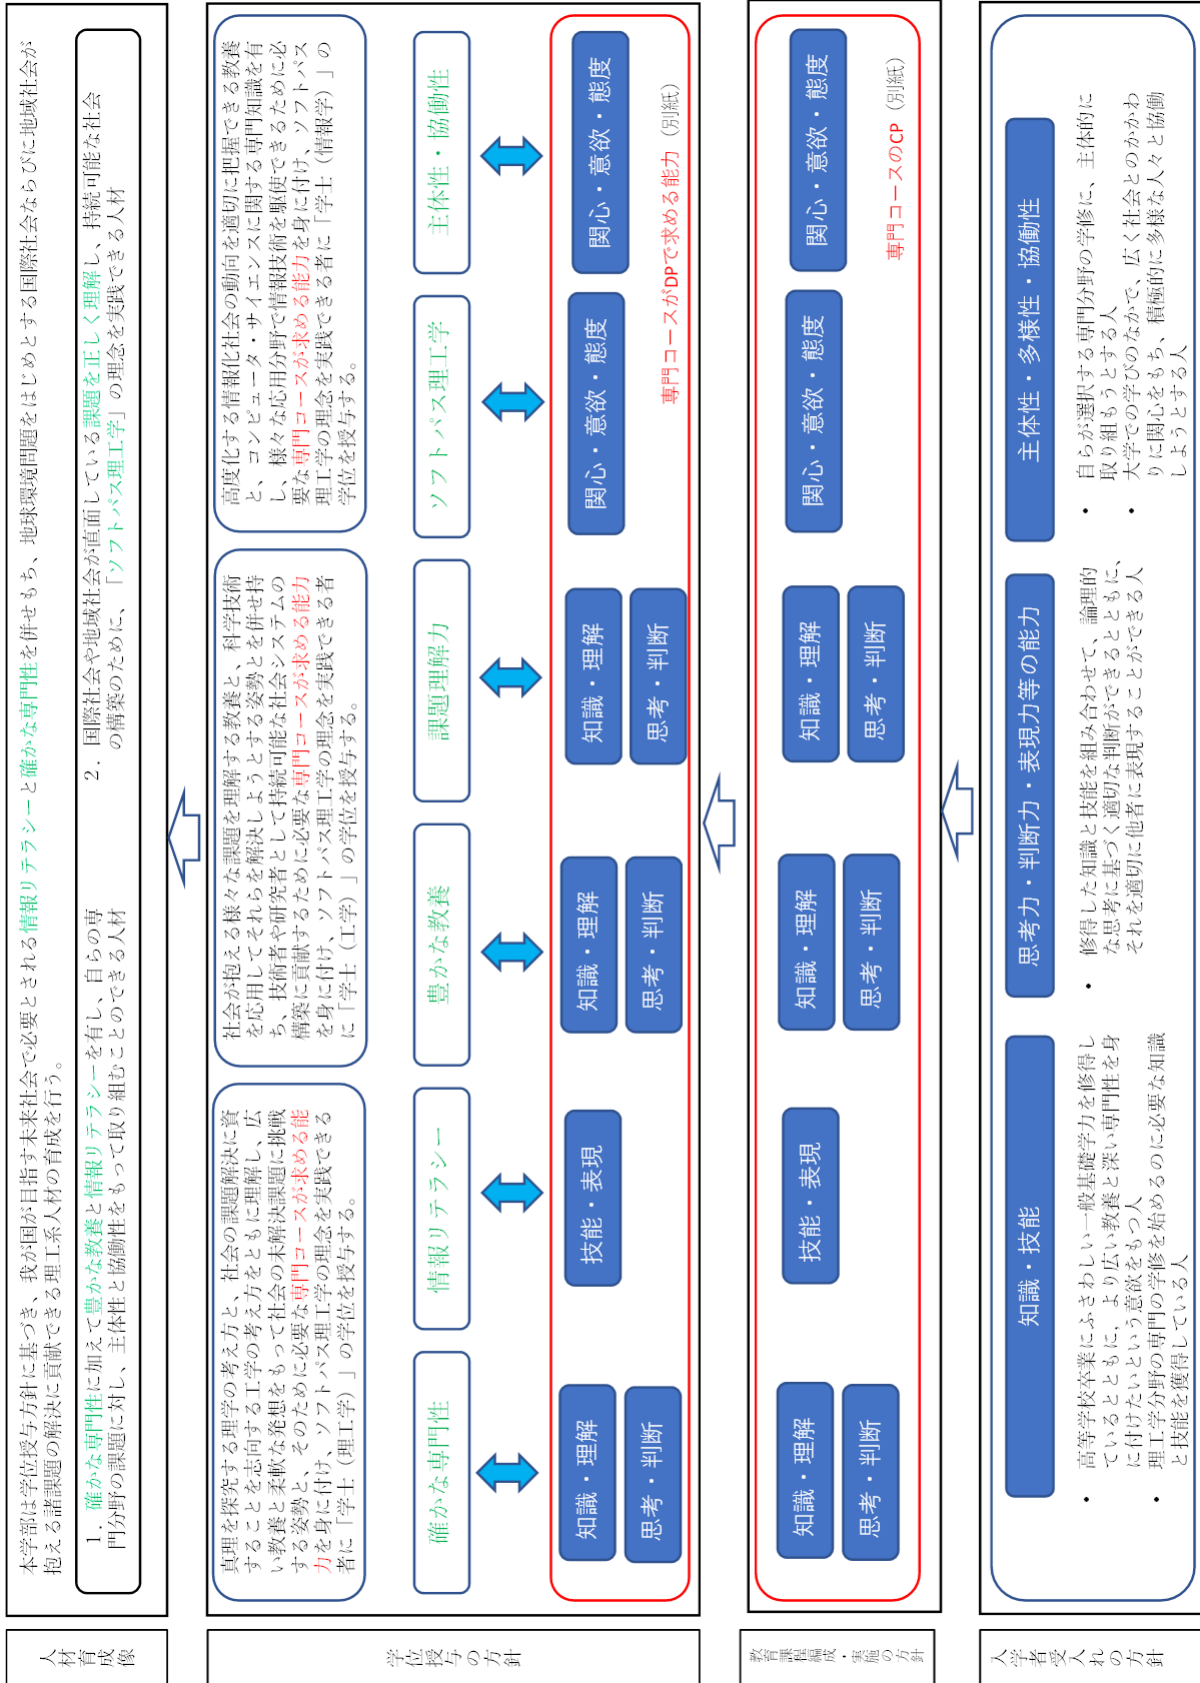 人材育成像
本学部は学位授与方針に基づき、我が国が目指す未来社会で必要とされる情報リテラシーと確かな専門性を併せもち、地球環境問題をはじめとする国際社会ならびに地域社会が
抱える諸課題の解決に貢献できる理工系人材の育成を行う。
1. 確かな専門性に加えて豊かな教養と情報リテラシーを有し、自らの専
門分野の課題に対し、主体性と協働性をもって取り組むことのできる人材
2. 国際社会や地域社会が直面している課題を正しく理解し、持続可能な社会
の構築のために、「ソフトパス理工学」の理念を実践できる人材
学位授与の方針
真理を探究する理学の考え方と、社会の課題解決に資
することを志向する工学の考え方をともに理解し、広
い教養と柔軟な発想をもって社会の未解決課題に挑戦
する姿勢と、そのために必要な専門コースが求める能
力を身に付け、ソフトパス理工学の理念を実践できる
者に「学士（理工学）」の学位を授与する。
社会が抱える様々な課題を理解する教養と、科学技術
を応用してそれらを解決しようとする姿勢とを併せ持
ち、技術者や研究者として持続可能な社会システムの
構築に貢献するために必要な専門コースが求める能力
を身に付け、ソフトパス理工学の理念を実践できる者
に「学士（工学）」の学位を授与する。
高度化する情報化社会の動向を適切に把握できる教養
と、コンピュータ・サイエンスに関する専門知識を有
し、様々な応用分野で情報技術を駆使できるために必
要な専門コースが求める能力を身に付け、ソフトパス
理工学の理念を実践できる者に「学士（情報学）」の
学位を授与する。
確かな専門性
情報リテラシー
豊かな教養
課題理解力
ソフトパス理工学
主体性・協働性
知識・理解
思考・判断
技能・表現
知識・理解
思考・判断
知識・理解
思考・判断
関心・意欲・態度
関心・意欲・態度
専門コースがDPで求める能力（別紙）
教育課程編成・実施の方針
知識・理解
思考・判断
技能・表現
知識・理解
思考・判断
知識・理解
思考・判断
関心・意欲・態度
関心・意欲・態度
専門コースのCP（別紙）
入学者受入れの方針
知識・技能
• 高等学校卒業にふさわしい一般基礎学力を修得し
ているとともに、より広い教養と深い専門性を身
に付けたいという意欲をもつ人
• 理工学分野の専門の学修を始めるのに必要な知識
と技能を獲得している人
思考力・判断力・表現力等の能力
• 修得した知識と技能を組み合わせて、論理的
な思考に基づく適切な判断ができるとともに、
それを適切に他者に表現することができる人
主体性・多様性・協働性
• 自らが選択する専門分野の学修に、主体的に
取り組もうとする人
• 大学での学びのなかで、広く社会とのかかわ
りに関心をもち、積極的に多様な人々と協働
しようとする人